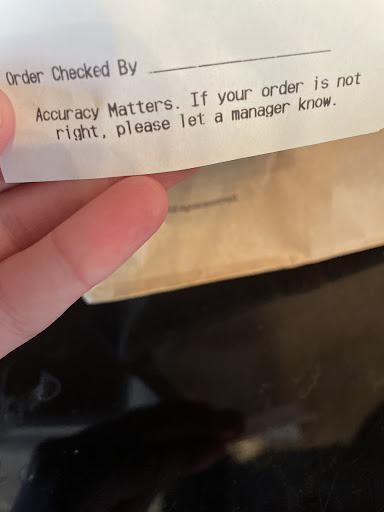 Order Checked By
Accuracy Matters. If your order is not
right, please let a manager know.